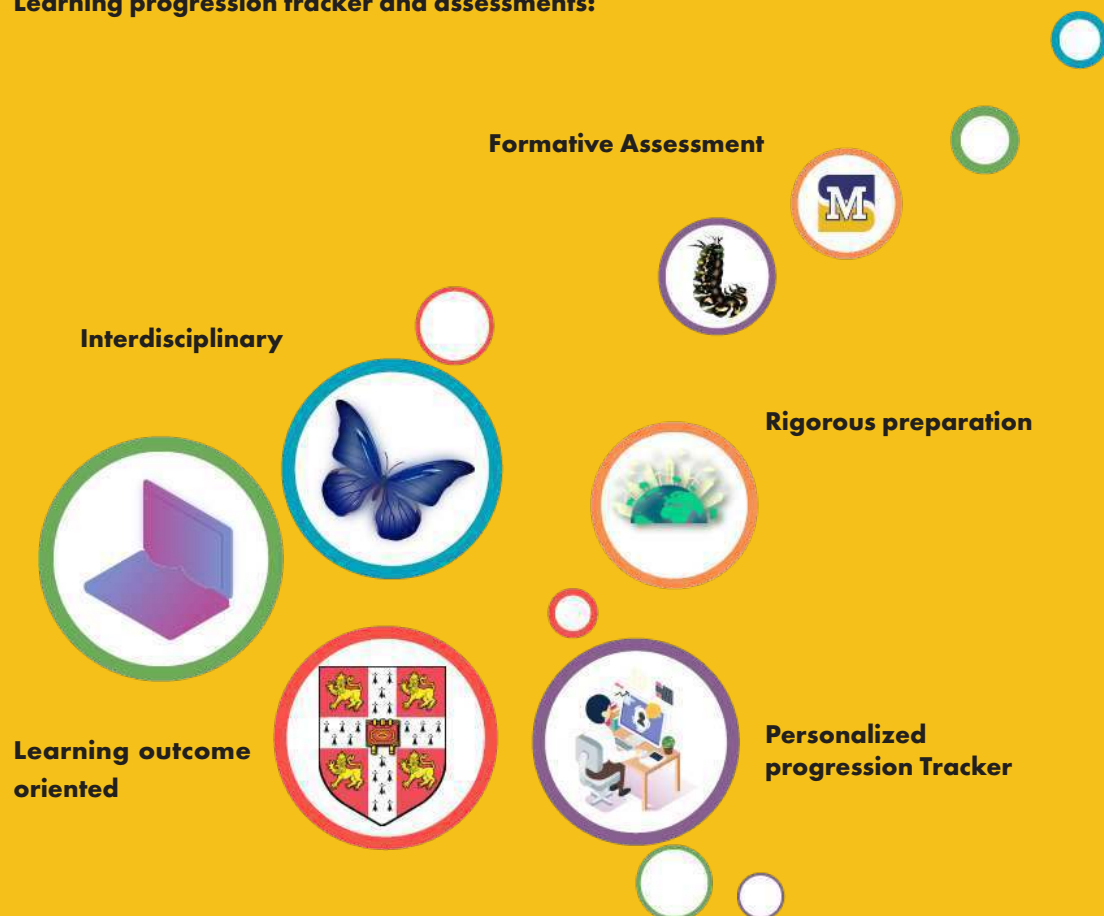 Learning progression tracker and assessments:
Formative Assessment
M
Interdisciplinary
Rigorous preparation
Learning outcome
oriented
Personalized
progression Tracker